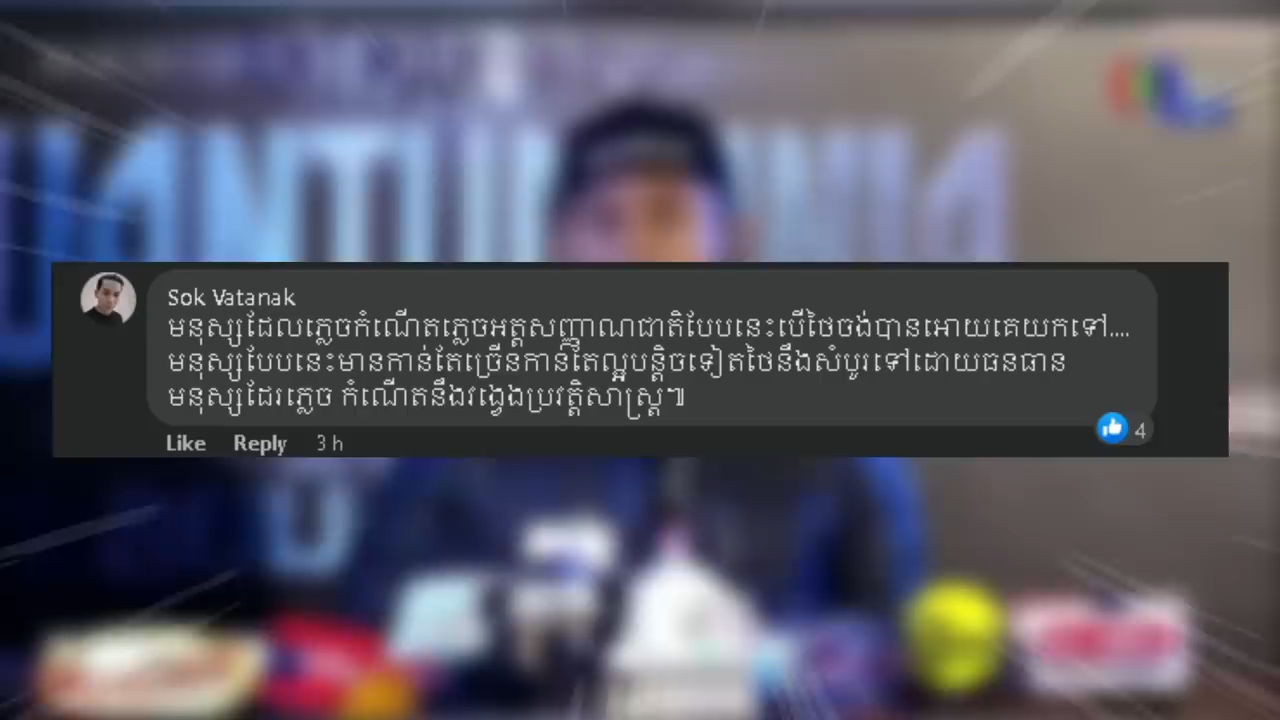 Sok Vatanak
មនុស្សដែលភ្លេចកំណើតភ្លេចអត្តសញ្ញាណជាតិបែបនេះបើថៃចង់បានអោយគេយកទៅ....
មនុស្សបែបនេះមានកាន់តែច្រើនកាន់តែល្អបន្តិចទៀតថៃនឹងសំបូរទៅដោយធនធាន
មនុស្សដែរភ្លេច កំណើតនឹងវង្វេងប្រវត្តិសាស្ត្រ៕
4
Like Reply 3 h